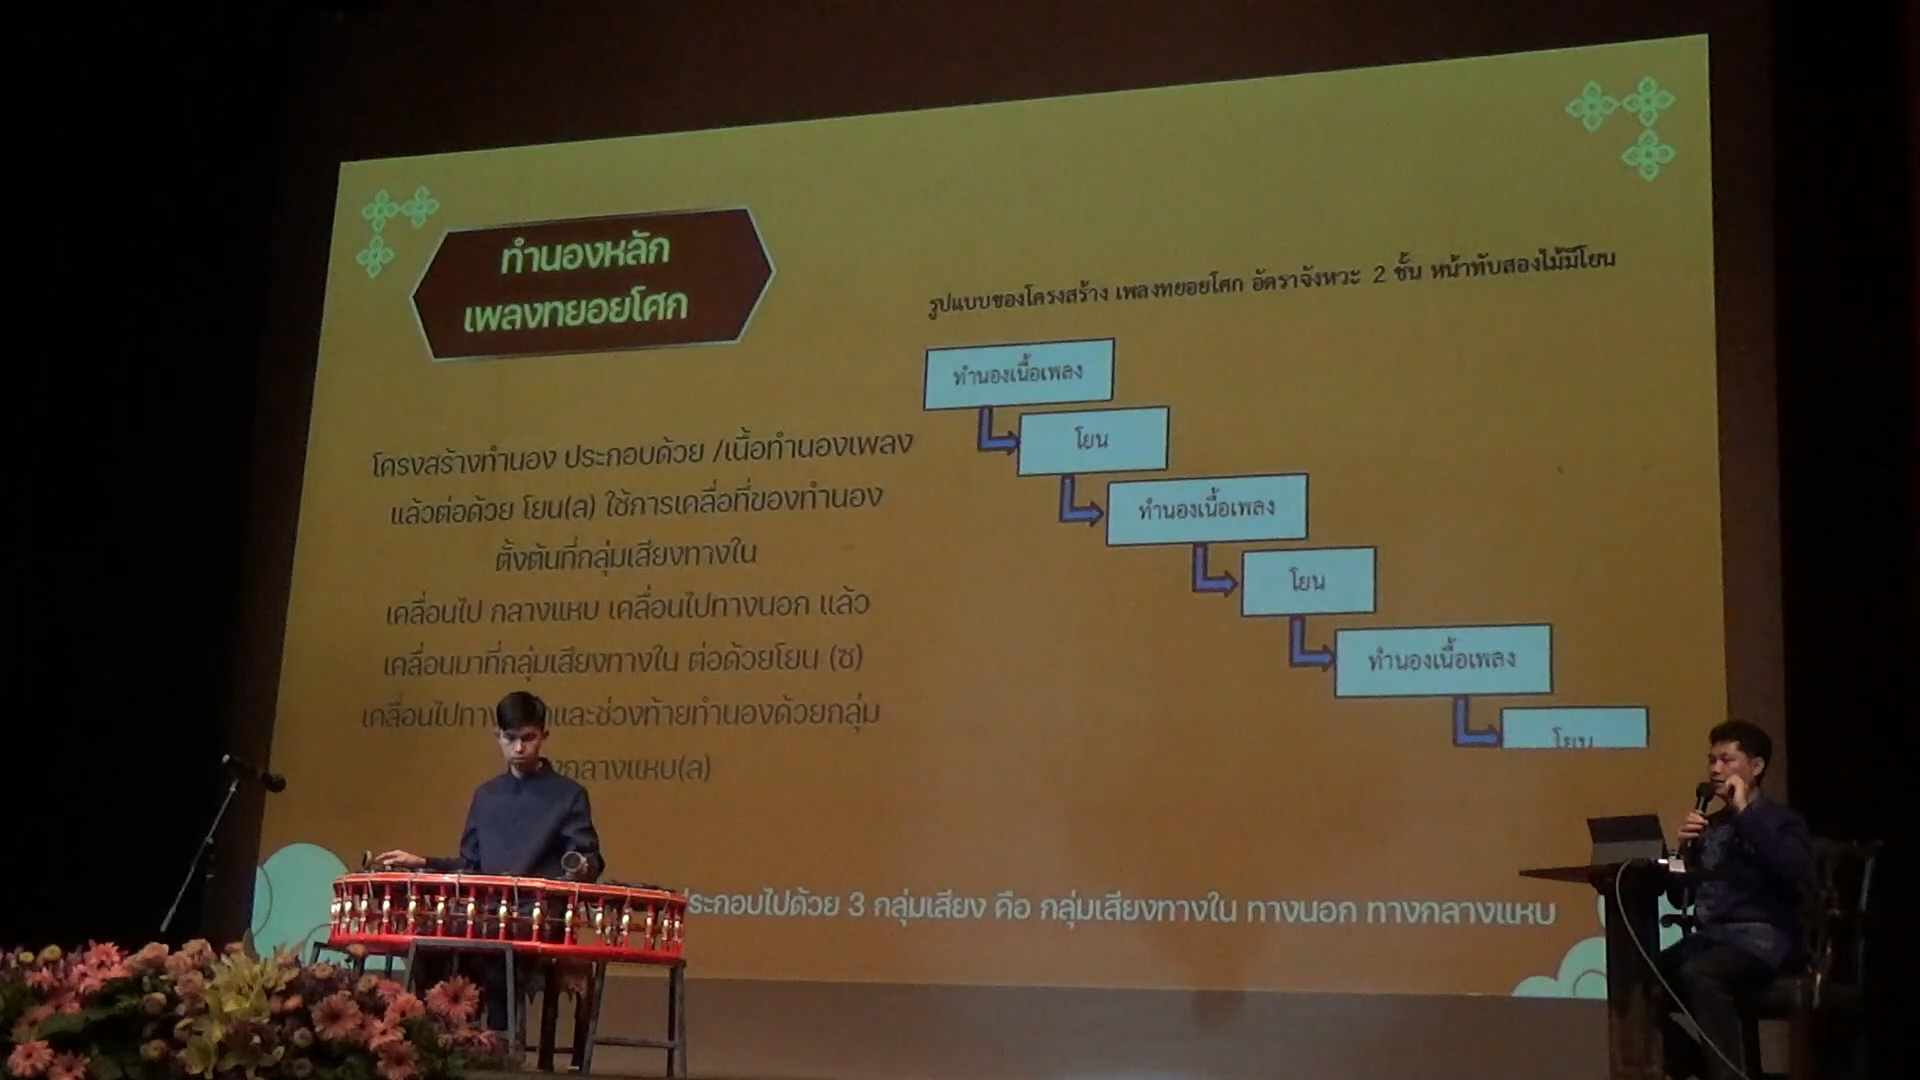 ทำนองหลัก
เพลงทยอยโศก
รูปแบบของโครงสร้าง เพลงทยอยโศก อัตราจังหวะ 2 ชั้น หน้าทับสองไม้มีโยน
ทำนองเนื้อเพลง
โยน
ทำนองเนื้อเพลง
โยน
ทำนองเนื้อเพลง
โยน
โครงสร้างทำนอง ประกอบด้วย /เนื้อทำนองเพลง
แล้วต่อด้วย โยน(ล) ใช้การเคลื่อที่ของทำนอง
ตั้งต้นที่กลุ่มเสียงทางใน
เคลื่อนไป กลางแหบ เคลื่อนไปทางนอก แล้ว
เคลื่อนมาที่กลุ่มเสียงทางใน ต่อด้วยโยน (ซ)
เคลื่อนไปทาง และช่วงท้ายทำนองด้วยกลุ่ม
กลางแหบ(ล)
ประกอบไปด้วย 3 กลุ่มเสียง คือ กลุ่มเสียงทางใน ทางนอก ทางกลางแหบ